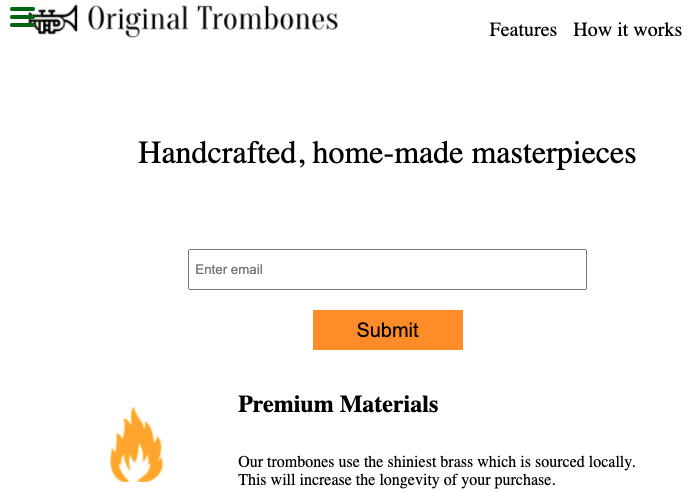 Original Trombones
Features How it works
Handcrafted, home-made masterpieces
Enter email
Submit
Premium Materials
Our trombones use the shiniest brass which is sourced locally.
This will increase the longevity of your purchase.